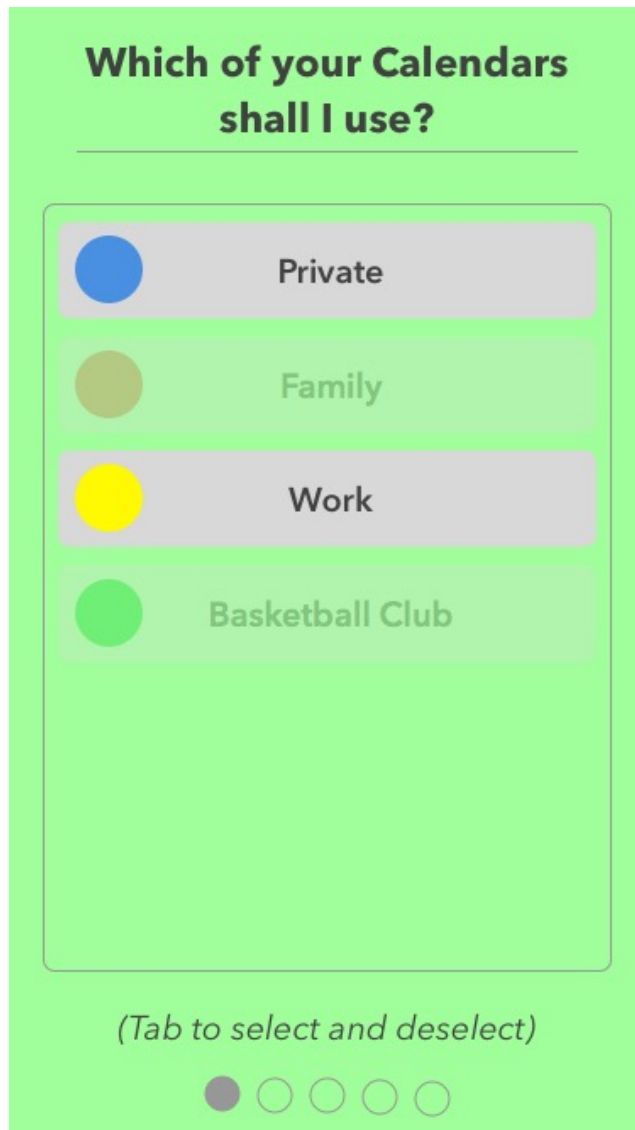 Which of your Calendars
shall I use?
Private
Family
Work
Basketball Club
(Tab to select and deselect)